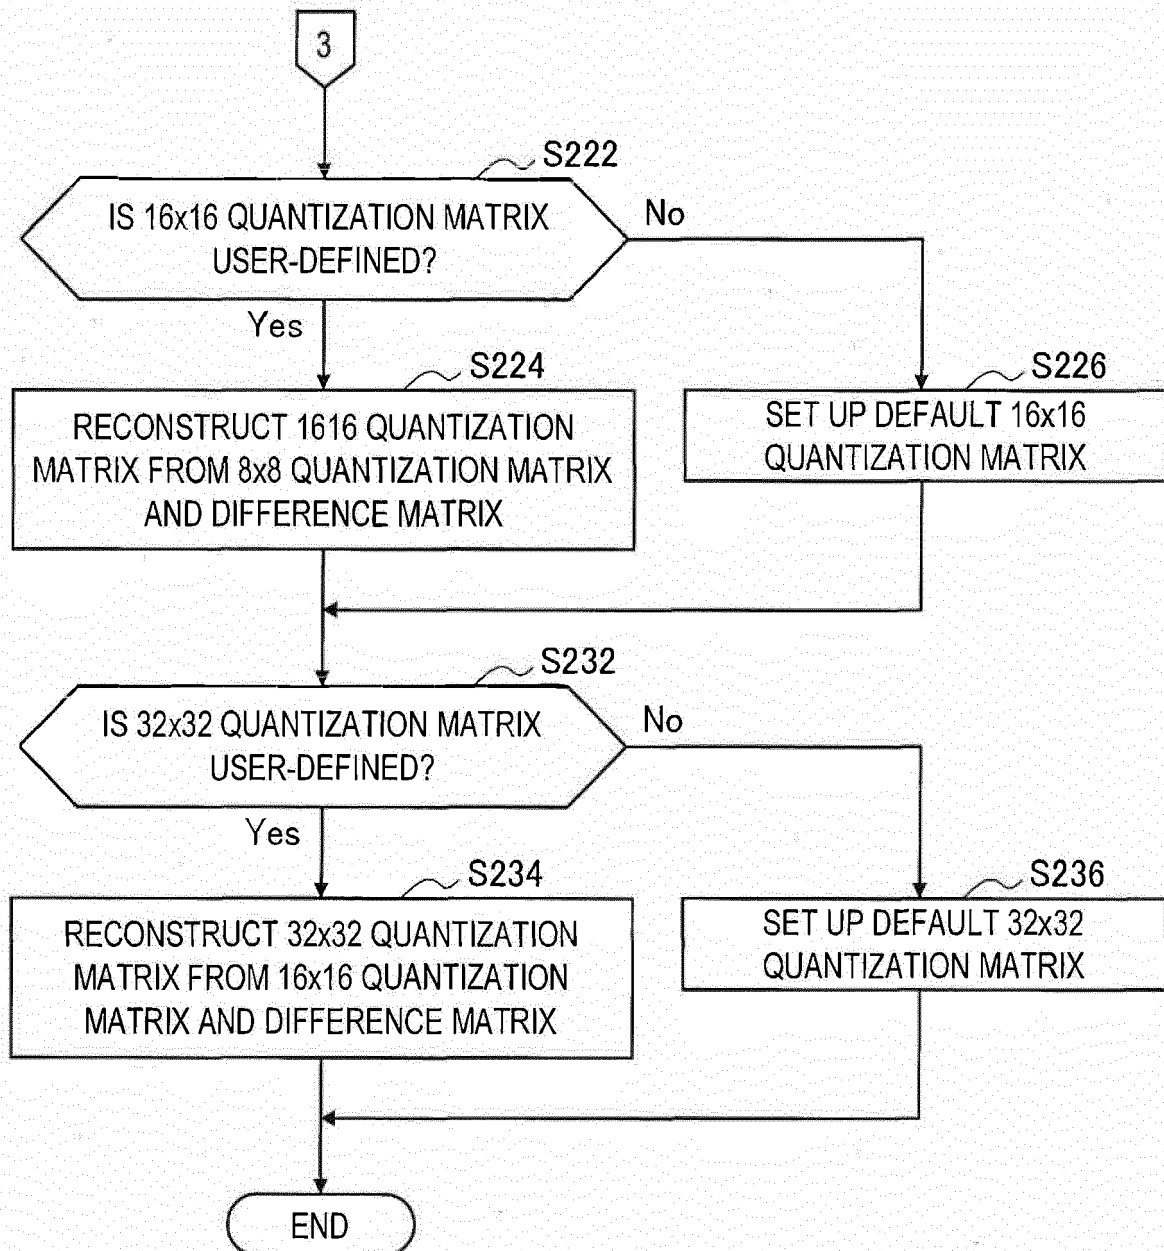 3
S222
IS 16x16 QUANTIZATION MATRIX
USER-DEFINED?
No
Yes
S224
RECONSTRUCT 1616 QUANTIZATION
MATRIX FROM 8x8 QUANTIZATION MATRIX
AND DIFFERENCE MATRIX
S226
SET UP DEFAULT 16x16
QUANTIZATION MATRIX
S232
IS 32x32 QUANTIZATION MATRIX
USER-DEFINED?
No
Yes
S234
RECONSTRUCT 32x32 QUANTIZATION
MATRIX FROM 16x16 QUANTIZATION
MATRIX AND DIFFERENCE MATRIX
S236
SET UP DEFAULT 32x32
QUANTIZATION MATRIX
END